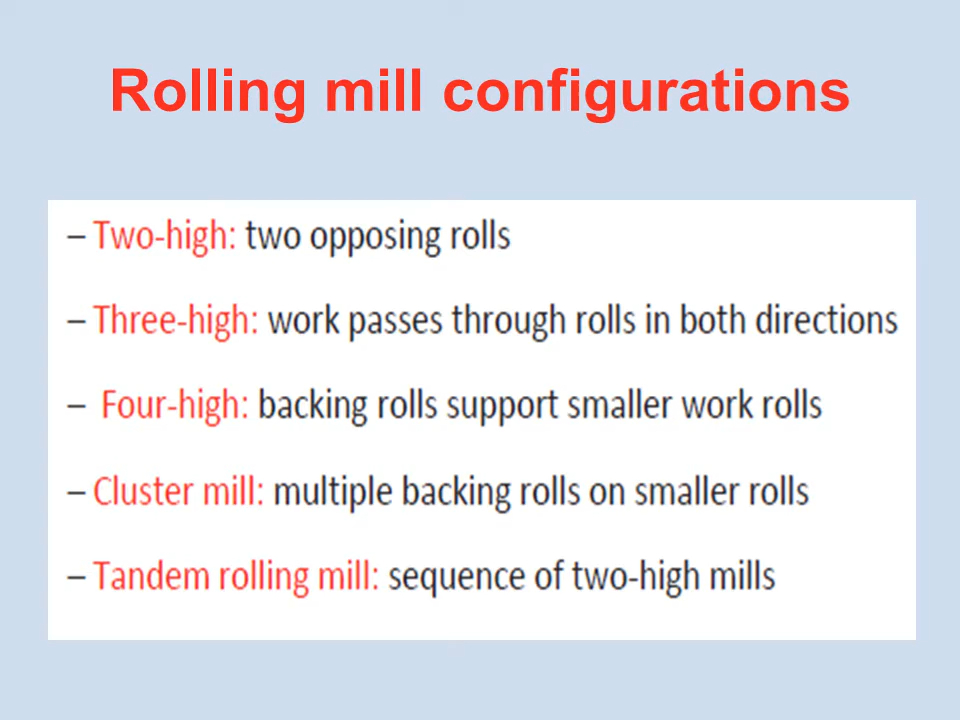 Rolling mill configurations
– Two-high: two opposing rolls
– Three-high: work passes through rolls in both directions
– Four-high: backing rolls support smaller work rolls
– Cluster mill: multiple backing rolls on smaller rolls
– Tandem rolling mill: sequence of two-high mills